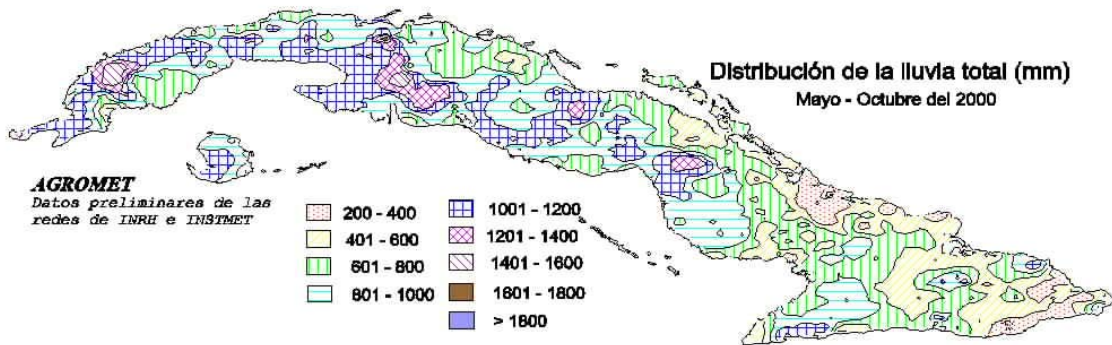 Distribución de la lluvia total (mm)
Mayo - Octubre del 2000
AGROMET
Datos preliminares de las
redes de INRH e INSTMET
200 - 400
401 - 600
601 - 800
801 - 1000
1001 - 1200
1201 - 1400
1401 - 1600
1601 - 1800
> 1800